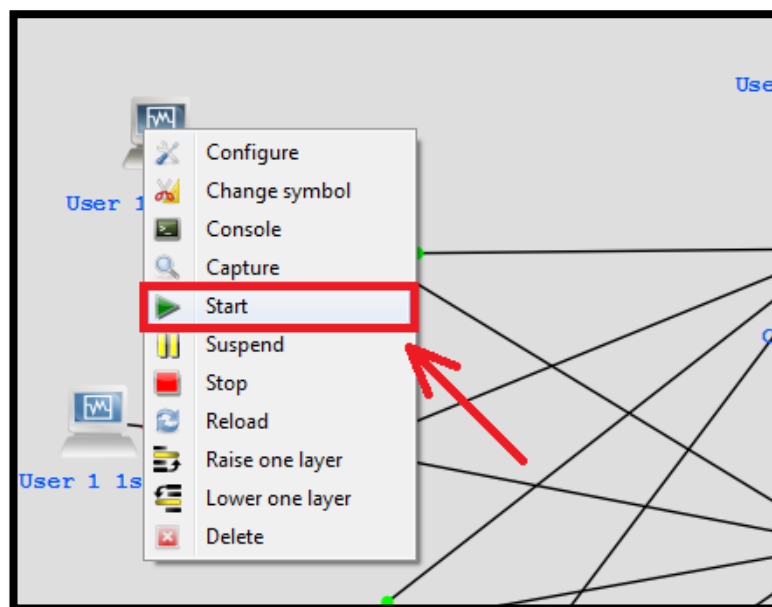 Use
User 1
Configure
Change symbol
Console
Capture
Start
Suspend
Stop
Reload
Raise one layer
Lower one layer
Delete
User 1 1s